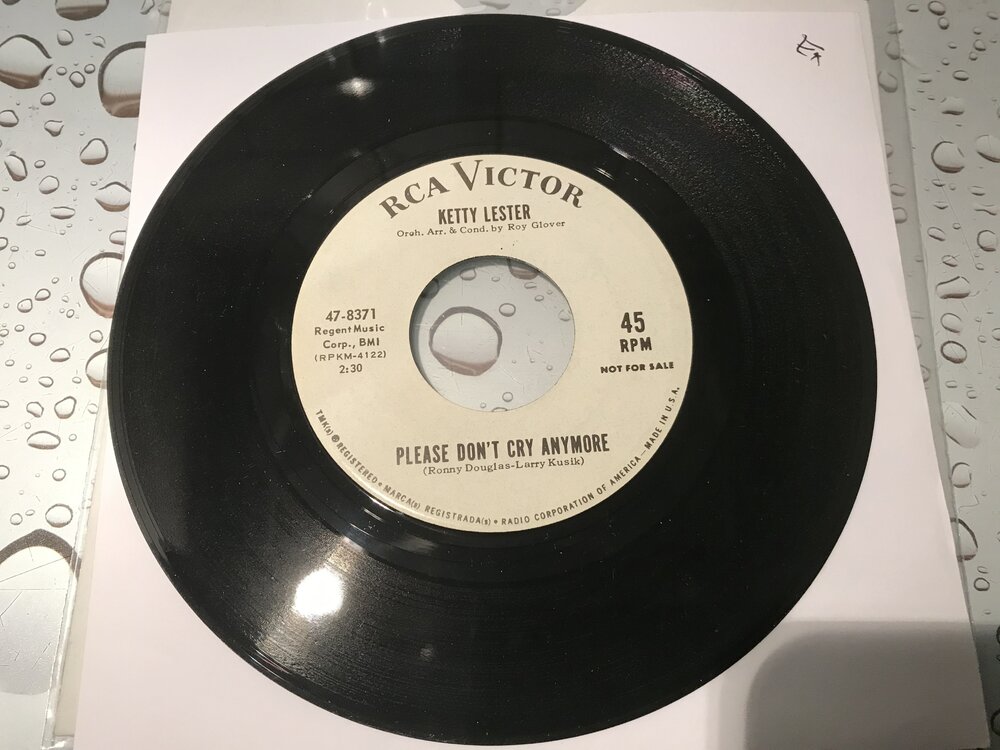 Ex
RCA VICTOR
KETTY LESTER
Orch. Arr. & Cond. by Roy Glover
47-8371
Regent Music
Corp., BMI
(RPKM-4122)
2:30
45
RPM
NOT FOR SALE
PLEASE DON'T CRY ANYMORE
(Ronny Douglas-Larry Kusik)
TMK(s) ® REGISTERED • MARCA(s) REGISTRADA(s) • RADIO CORPORATION OF AMERICA—MADE IN U.S.A.